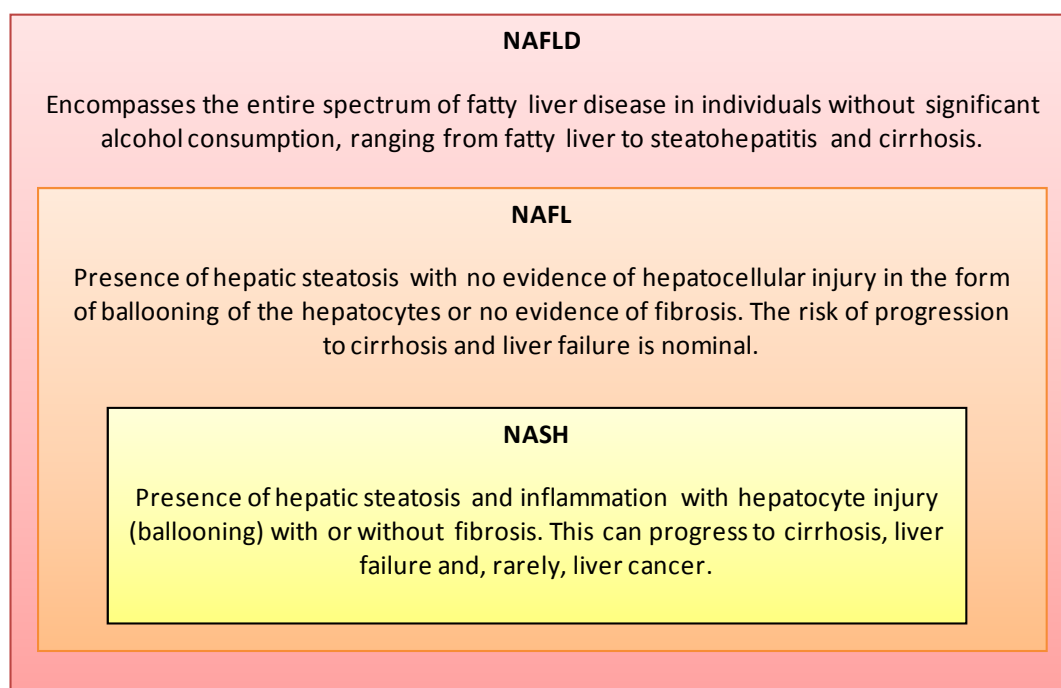 NAFLD
Encompasses the entire spectrum of fatty liver disease in individuals without significant
alcohol consumption, ranging from fatty liver to steatohepatitis and cirrhosis.
NAFL
Presence of hepatic steatosis with no evidence of hepatocellular injury in the form
of ballooning of the hepatocytes or no evidence of fibrosis. The risk of progression
to cirrhosis and liver failure is nominal.
NASH
Presence of hepatic steatosis and inflammation with hepatocyte injury
(ballooning) with or without fibrosis. This can progress to cirrhosis, liver
failure and, rarely, liver cancer.